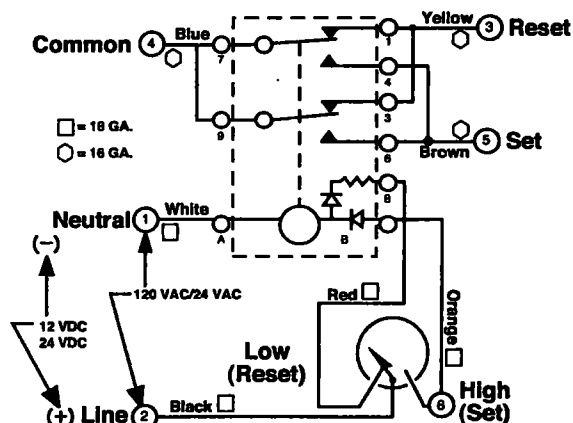 Common 4 Blue 7 1 Yellow 3 Reset
4
9 3
□ = 18 GA.
⬡ = 16 GA.
6 Brown 5 Set
8
Neutral 1 White A B
(–)
120 VAC/24 VAC
12 VDC
24 VDC
Red Orange
Low
(Reset)
High
(Set)
6
(+) Line 2 Black